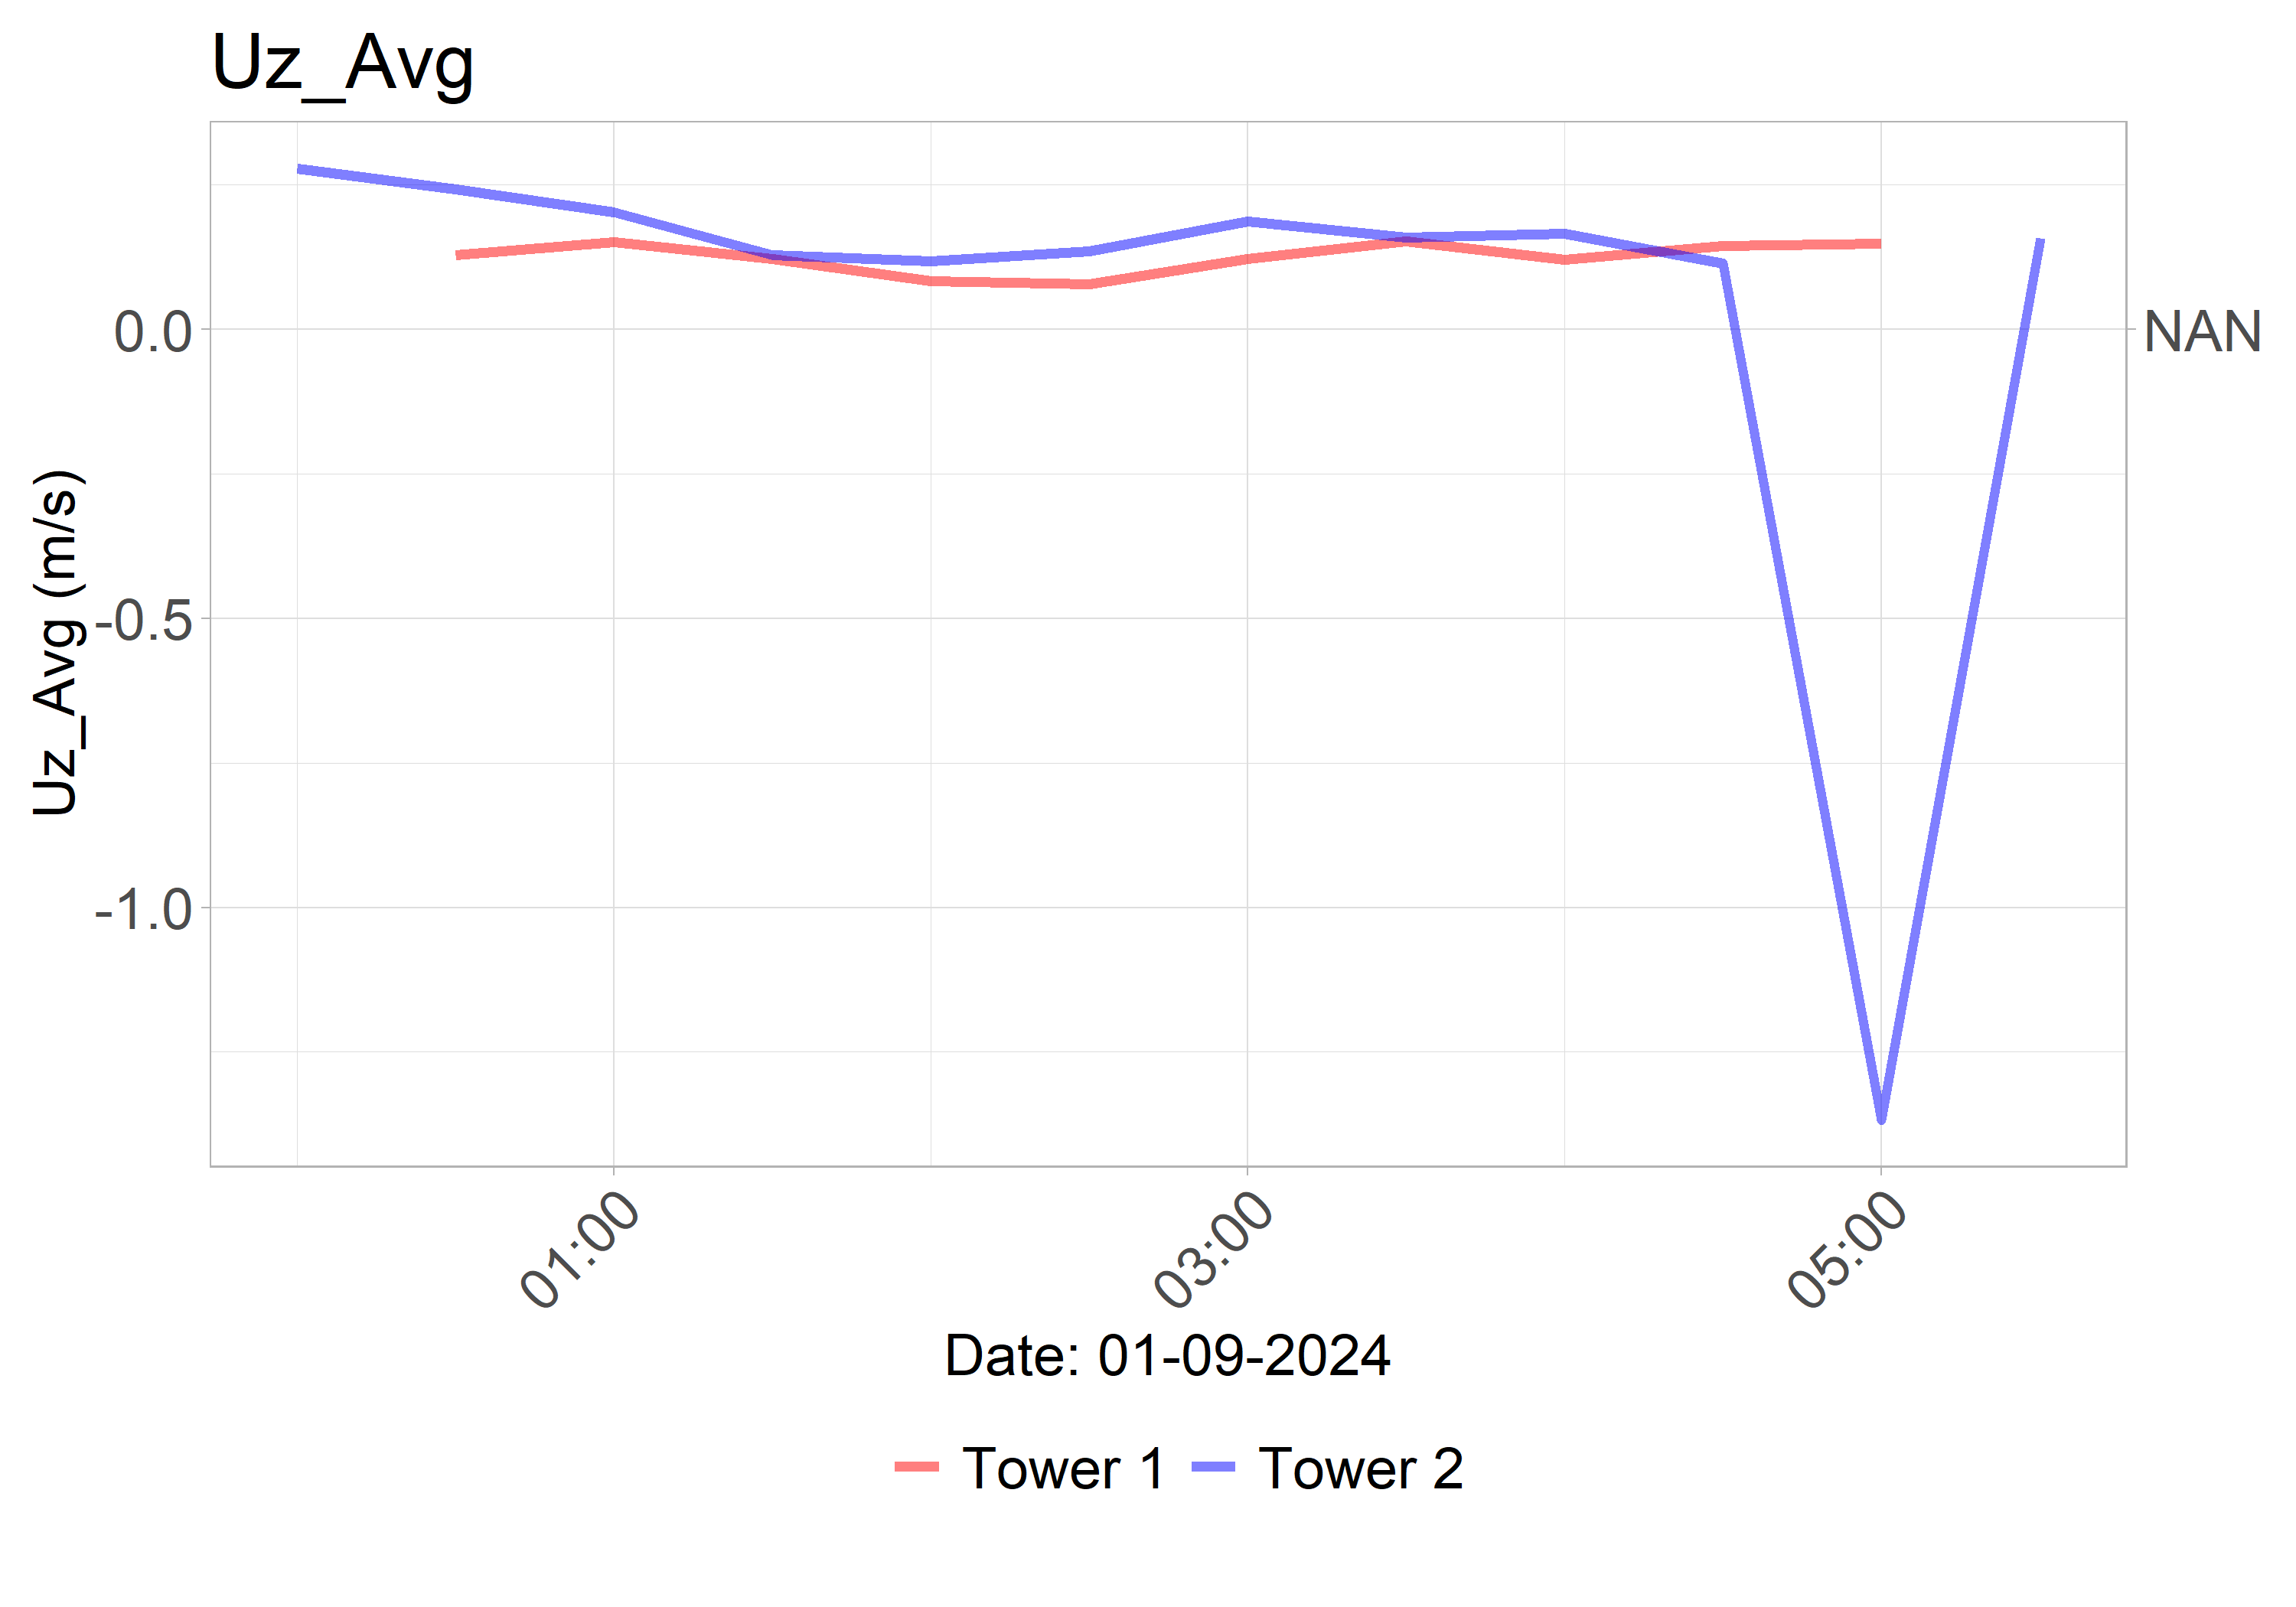 Uz_Avg
Uz_Avg (m/s)
0.0
-0.5
-1.0
NAN
01:00
03:00
05:00
Date: 01-09-2024
Tower 1
Tower 2